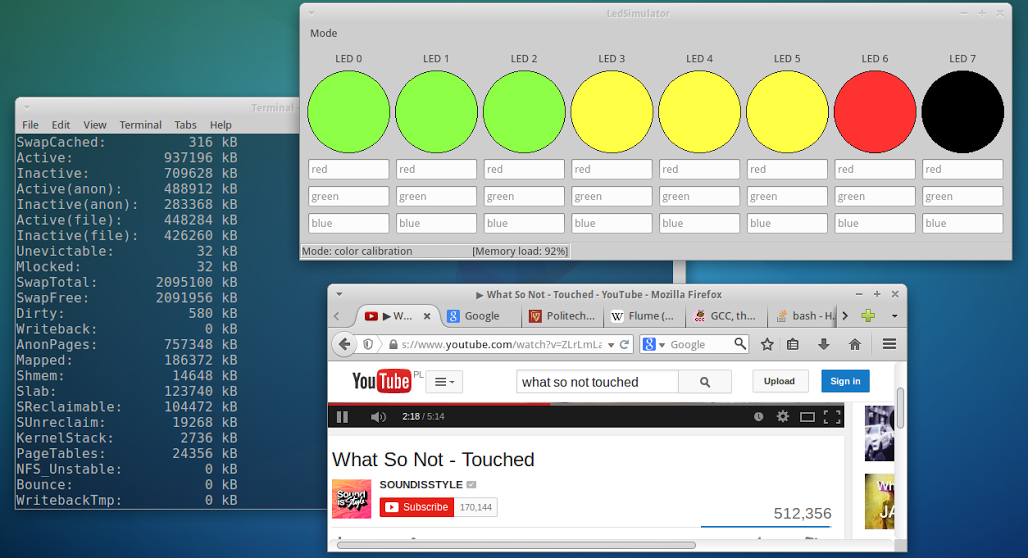 LedSimulator
Mode
LED 0 LED 1 LED 2 LED 3 LED 4 LED 5 LED 6 LED 7
red red red red red red red red
green green green green green green green green
blue blue blue blue blue blue blue blue
Mode: color calibration [Memory load: 92%]
Terminal -
File Edit View Terminal Tabs Help
SwapCached: 316 kB
Active: 937196 kB
Inactive: 709628 kB
Active(anon): 488912 kB
Inactive(anon): 283368 kB
Active(file): 448284 kB
Inactive(file): 426260 kB
Unevictable: 32 kB
Mlocked: 32 kB
SwapTotal: 2095100 kB
SwapFree: 2091956 kB
Dirty: 580 kB
Writeback: 0 kB
AnonPages: 757348 kB
Mapped: 186372 kB
Shmem: 14648 kB
Slab: 123740 kB
SReclaimable: 104472 kB
SUnreclaim: 19268 kB
KernelStack: 2736 kB
PageTables: 24356 kB
NFS_Unstable: 0 kB
Bounce: 0 kB
WritebackTmp: 0 kB
▶ What So Not - Touched - YouTube - Mozilla Firefox
▶ W... Google Politech... Flume (... GCC, th... bash - H.
s://www.youtube.com/watch?v=ZLrLmLa Google
YouTube PL what so not touched Upload Sign in
2:18 / 5:14
What So Not - Touched
Sound is Style SOUNDISSTYLE
Subscribe 170,144
512,356